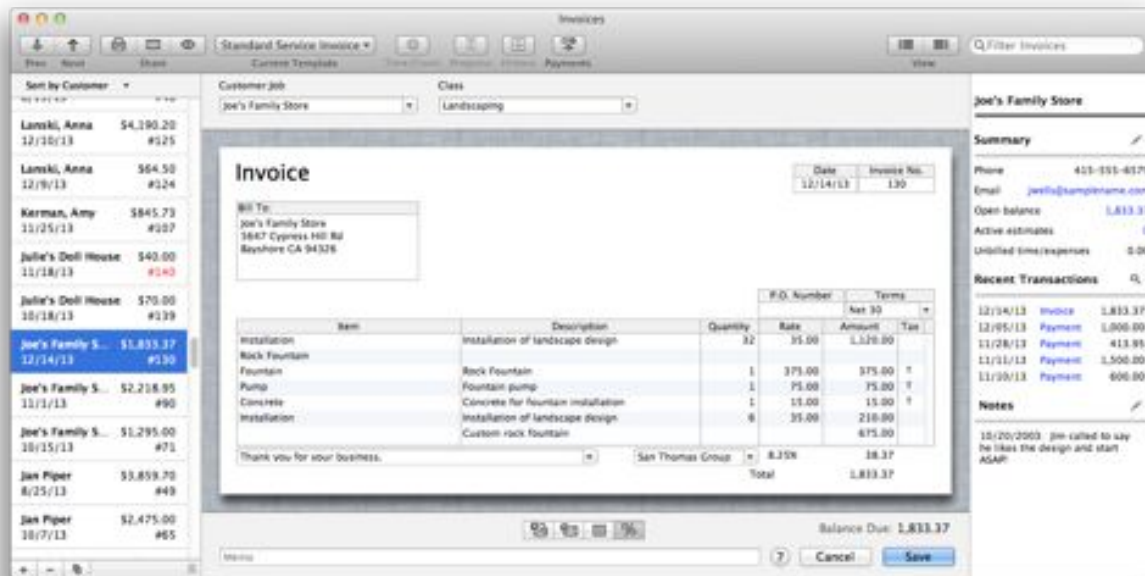 Invoices
Standard Service Invoice
Filter Invoices
Prev Next Share Current Template Payments View
Sort by Customer
Lanski, Anna $4,190.20
12/10/13 #125
Lanski, Anna $64.50
12/9/13 #124
Kerman, Amy $845.73
11/25/13 #107
Julie's Doll House $40.00
11/18/13 #140
Julie's Doll House $70.00
10/18/13 #139
Joe's Family S... $1,833.37
12/14/13 #130
Joe's Family S... $2,218.95
11/1/13 #90
Joe's Family S... $1,295.00
10/15/13 #71
Jan Piper $3,859.70
8/25/13 #49
Jan Piper $2,475.00
10/7/13 #65
Customer:Job Class
Joe's Family Store Landscaping
Invoice
Date Invoice No.
12/14/13 130
Bill To:
Joe's Family Store
5647 Cypress Hill Rd
Bayshore CA 94326
P.O. Number Terms
Net 30
Item Description Quantity Rate Amount Tax
Installation Installation of landscape design 32 35.00 1,120.00
Rock Fountain
Fountain Rock Fountain 1 375.00 375.00 T
Pump Fountain pump 1 75.00 75.00 T
Concrete Concrete for fountain installation 1 15.00 15.00 T
Installation Installation of landscape design 6 35.00 210.00
Custom rock fountain 675.00
Thank you for your business. San Thomas Group 8.25% 38.37
Total 1,833.37
Balance Due: 1,833.37
Memo
? Cancel Save
Joe's Family Store
Summary
Phone 415-555-457
Email jwells@samplename.com
Open balance 1,833.37
Active estimates
Unbilled time/expenses 0.00
Recent Transactions
12/14/13 Invoice 1,833.37
12/05/13 Payment 1,000.00
11/28/13 Payment 413.95
11/11/13 Payment 1,500.00
11/10/13 Payment 600.00
Notes
10/20/2003: Jim called to say
he likes the design and start
ASAP!